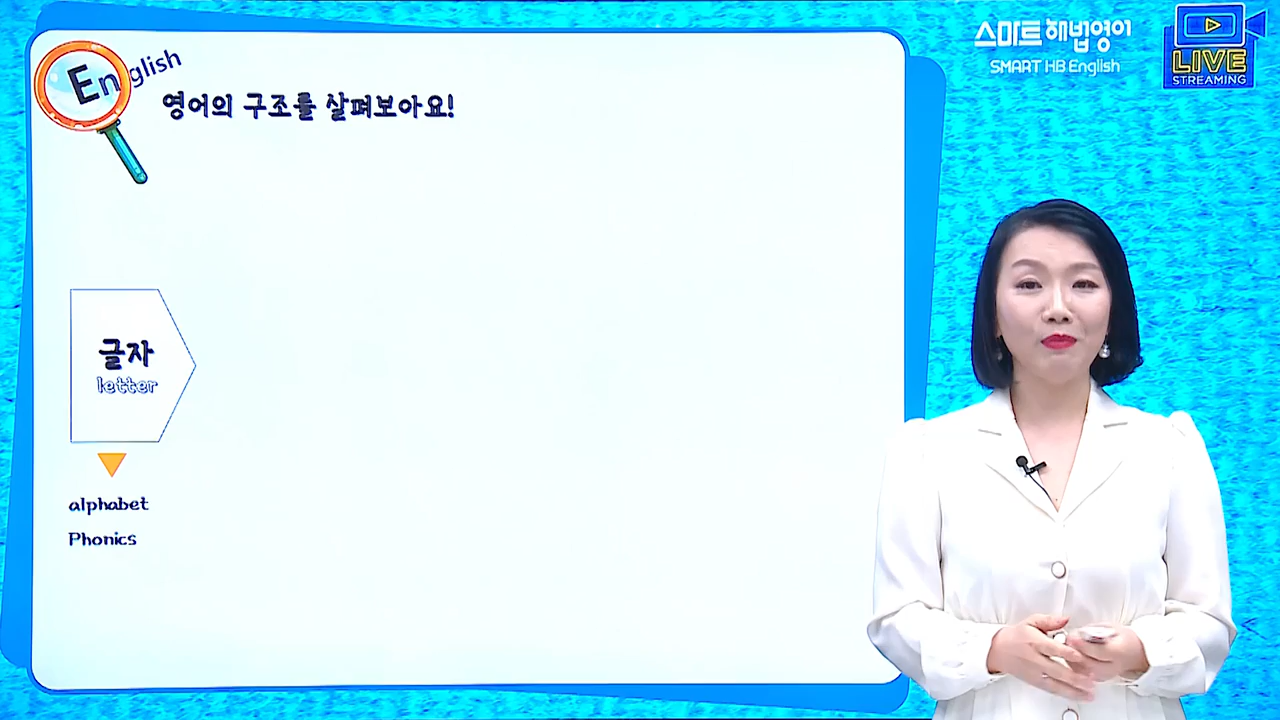 English
영어의 구조를 살펴보아요!
스마트 해법영어
SMART HB English
LIVE
STREAMING
글자
letter
alphabet
Phonics